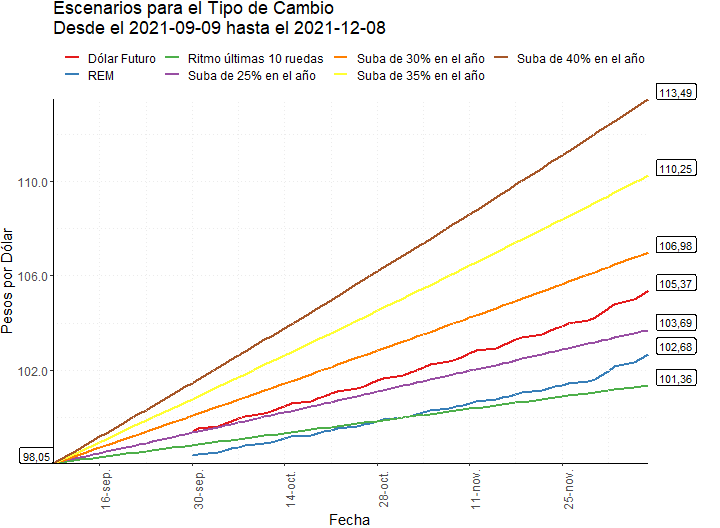 Escenarios para el Tipo de Cambio
Desde el 2021-09-09 hasta el 2021-12-08
Dólar Futuro
Ritmo últimas 10 ruedas
Suba de 30% en el año
Suba de 40% en el año
REM
Suba de 25% en el año
Suba de 35% en el año
113,49
110,25
106,98
105,37
103,69
102,68
101,36
98,05
110.0
106.0
102.0
Pesos por Dólar
16-sep.
30-sep.
14-oct.
28-oct.
11-nov.
25-nov.
Fecha